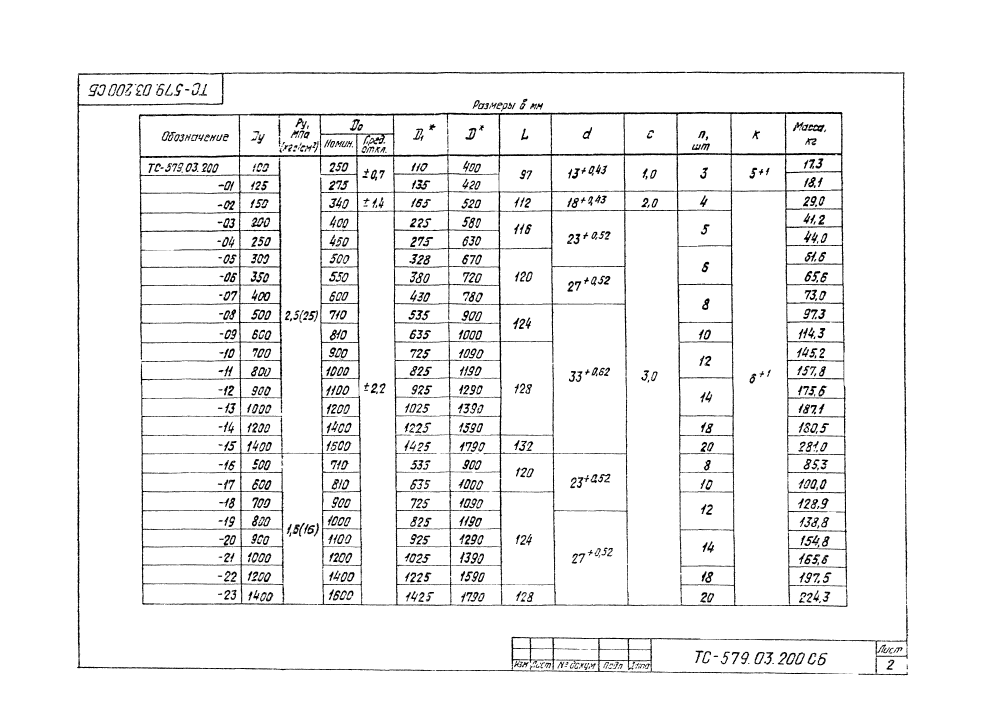 ТС-579.03.200СБ
Размеры в мм
Обозначение Dу Ру, МПа (кгс/см²) D₀ Номин. Пред. откл. D₁* D* L d c n, шт K Масса, кг
ТС-579.03.200 100 2,5(25) 250 ±0,7 110 400 97 13+0,43 1,0 3 5+1 17,3
-01 125 275 135 420 18,1
-02 150 340 ±1,4 165 520 112 18+0,43 2,0 4 6+1 29,0
-03 200 400 ±2,2 225 580 116 23+0,52 3,0 5 41,2
-04 250 450 275 630 44,0
-05 300 500 328 670 120 6 61,6
-06 350 550 380 720 27+0,52 65,6
-07 400 600 430 780 8 73,0
-08 500 710 535 900 124 33+0,62 97,3
-09 600 810 635 1000 10 114,3
-10 700 900 725 1090 128 12 145,2
-11 800 1000 825 1190 157,8
-12 900 1100 925 1290 14 175,6
-13 1000 1200 1025 1390 187,1
-14 1200 1400 1225 1590 18 180,5
-15 1400 1600 1425 1790 132 20 281,0
-16 500 1,6(16) 710 535 900 120 23+0,52 8 85,3
-17 600 810 635 1000 10 100,0
-18 700 900 725 1090 124 12 128,9
-19 800 1000 825 1190 27+0,52 138,8
-20 900 1100 925 1290 14 154,8
-21 1000 1200 1025 1390 165,6
-22 1200 1400 1225 1590 18 197,5
-23 1400 1600 1425 1790 128 20 224,3
Изм Лист № докум Подп. Дата
ТС-579.03.200 СБ
Лист
2